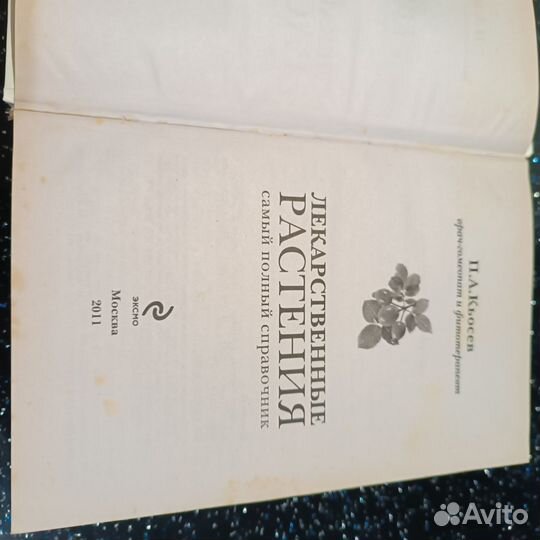 П.А.Кьосев
врач-гомеопат и фитотерапевт
ЛЕКАРСТВЕННЫЕ
РАСТЕНИЯ
самый полный справочник
ЭКСМО
Москва
2011
Avito